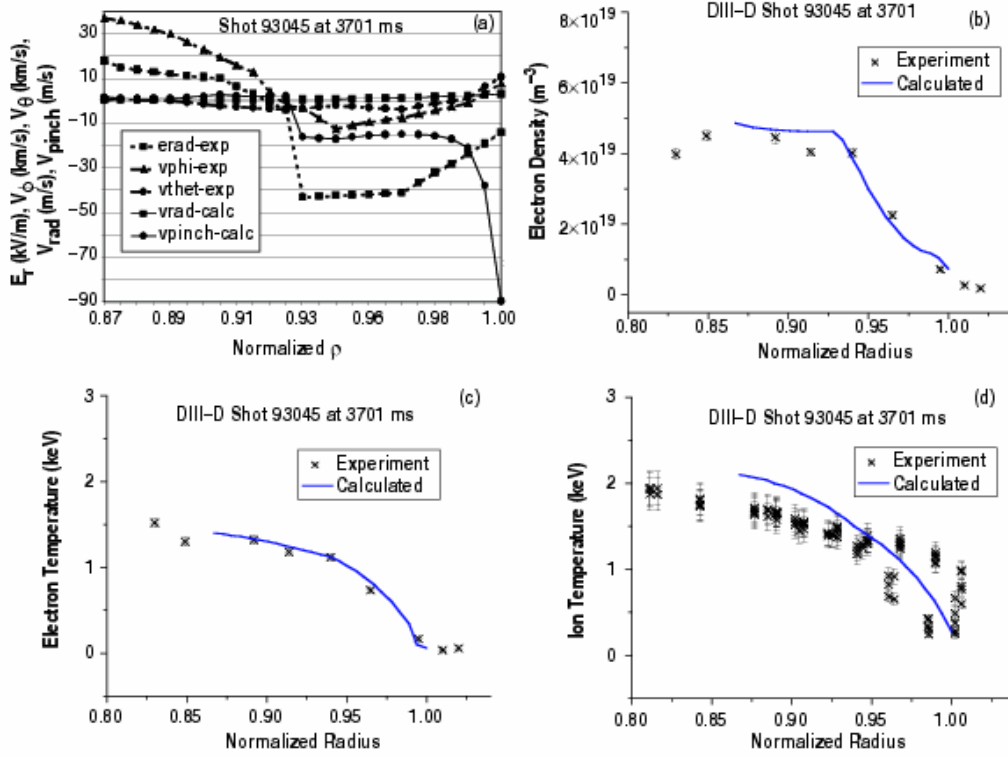 (a)
Shot 93045 at 3701 ms
E_r (kV/m), V_ϕ (km/s), V_θ (km/s)
V_rad (m/s), V_pinch (m/s)
30
10
−10
−30
−50
−70
−90
erad-exp
vphi-exp
vthet-exp
vrad-calc
vpinch-calc
0.87 0.89 0.91 0.93 0.96 0.98 1.00
Normalized ρ
(b)
DIII–D Shot 93045 at 3701
Electron Density (m⁻³)
8×10¹⁹
6×10¹⁹
4×10¹⁹
2×10¹⁹
0
Experiment
Calculated
0.80 0.85 0.90 0.95 1.00
Normalized Radius
(c)
DIII–D Shot 93045 at 3701 ms
Electron Temperature (keV)
3
2
1
0
Experiment
Calculated
0.80 0.85 0.90 0.95 1.00
Normalized Radius
(d)
DIII–D Shot 93045 at 3701 ms
Ion Temperature (keV)
3
2
1
0
Experiment
Calculated
0.80 0.85 0.90 0.95 1.00
Normalized Radius